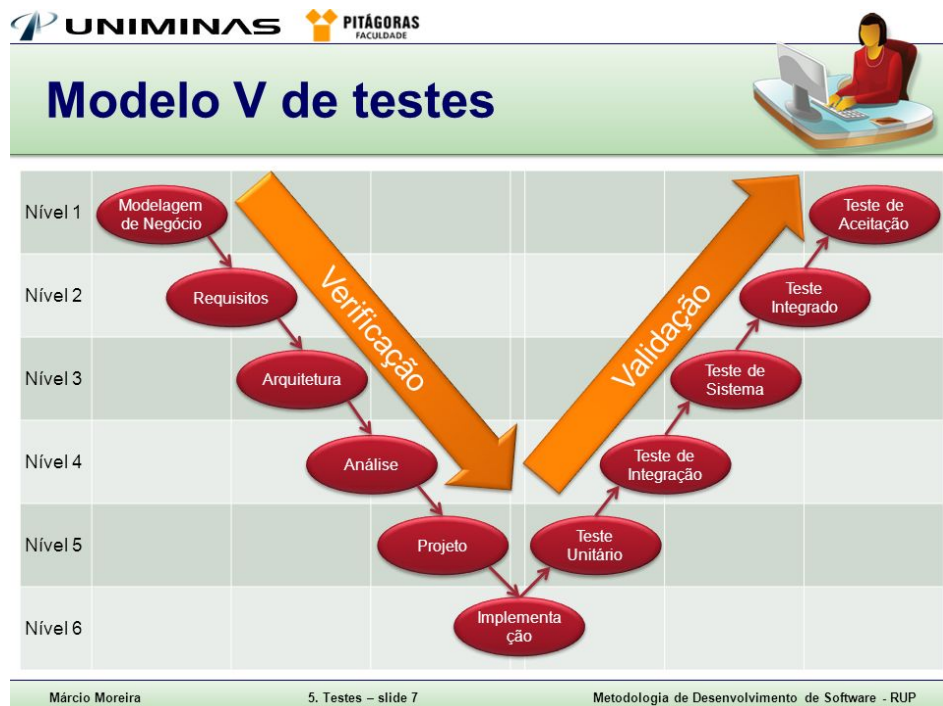 UNIMINAS PITÁGORAS
FACULDADE
Modelo V de testes
Nível 1
Modelagem
de Negócio
Teste de
Aceitação
Nível 2
Requisitos
Verificação
Validação
Teste
Integrado
Nível 3
Arquitetura
Teste de
Sistema
Nível 4
Análise
Teste de
Integração
Nível 5
Projeto
Teste
Unitário
Nível 6
Implementa
ção
Márcio Moreira
5. Testes – slide 7
Metodologia de Desenvolvimento de Software - RUP